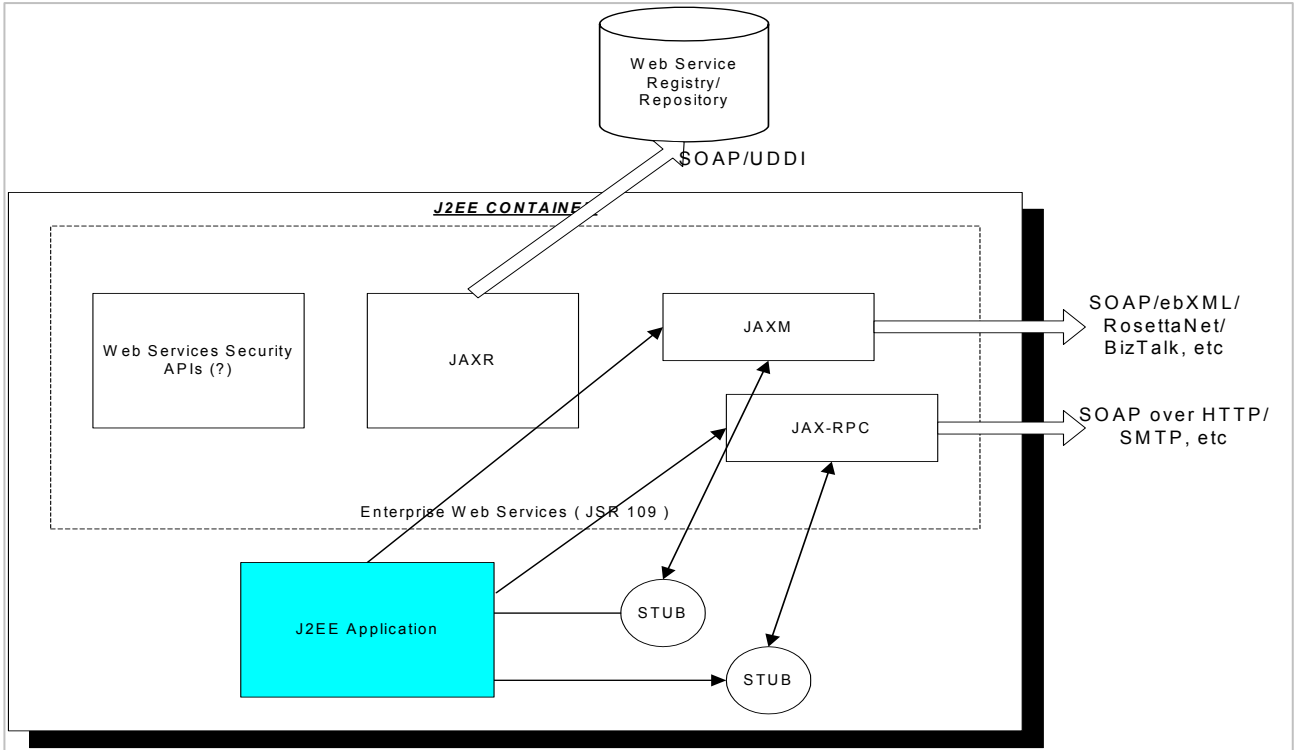 Web Service
Registry/
Repository
SOAP/UDDI
J2EE CONTAINE
Web Services Security
APIs (?)
JAXR
JAXM
SOAP/ebXML/
RosettaNet/
BizTalk, etc
JAX-RPC
SOAP over HTTP/
SMTP, etc
Enterprise Web Services ( JSR 109 )
J2EE Application
STUB
STUB